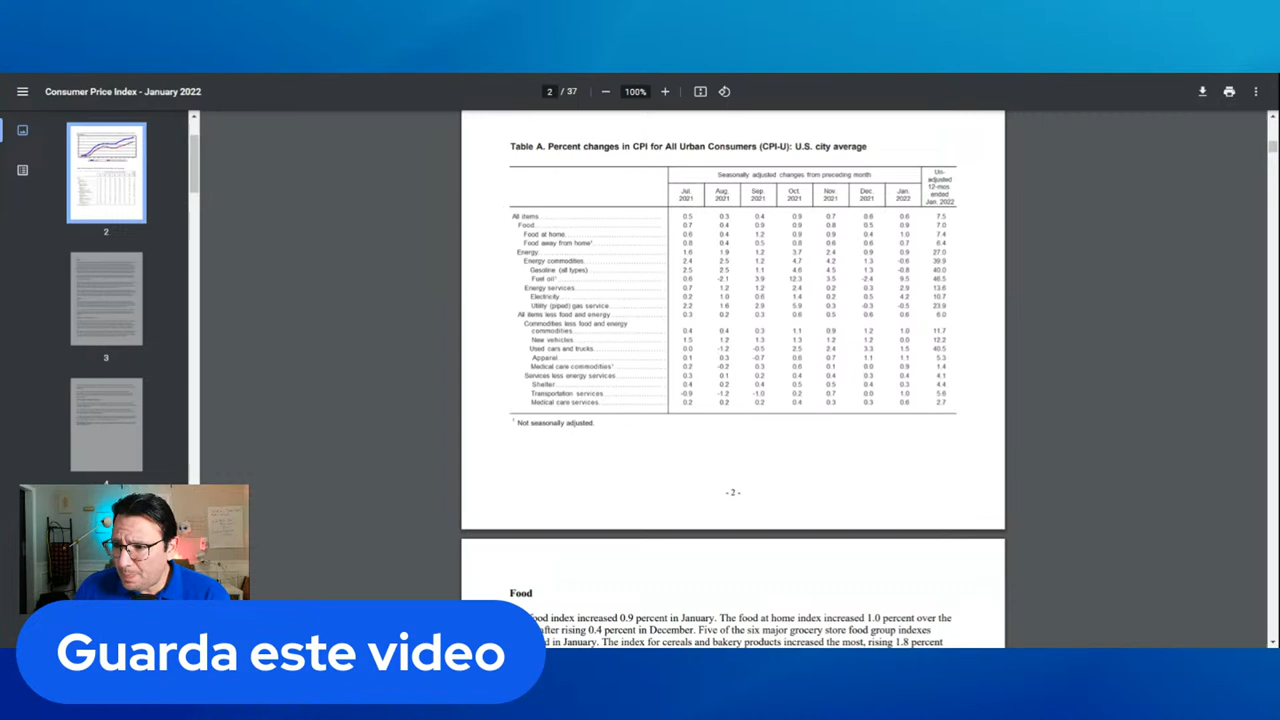 Consumer Price Index - January 2022
2 / 37
100%
2
3
Table A. Percent changes in CPI for All Urban Consumers (CPI-U): U.S. city average
Seasonally adjusted changes from preceding month
Un-
adjusted
12-mos
ended
Jan. 2022
Jul. 2021 Aug. 2021 Sep. 2021 Oct. 2021 Nov. 2021 Dec. 2021 Jan. 2022
All items 0.5 0.3 0.4 0.9 0.7 0.6 0.6 7.5
Food 0.7 0.4 0.9 0.9 0.8 0.5 0.9 7.0
Food at home 0.6 0.4 1.2 0.9 0.9 0.4 1.0 7.4
Food away from home¹ 0.8 0.4 0.5 0.8 0.6 0.6 0.7 6.4
Energy 1.6 1.9 1.2 3.7 2.4 0.9 0.9 27.0
Energy commodities 2.4 2.5 1.2 4.7 4.2 1.3 -0.6 39.9
Gasoline (all types) 2.5 2.5 1.1 4.6 4.5 1.3 -0.8 40.0
Fuel oil¹ 0.6 -2.1 3.9 12.3 3.5 -2.4 9.5 46.5
Energy services 0.7 1.2 1.2 2.4 0.2 0.3 2.9 13.6
Electricity 0.2 1.0 0.6 1.4 0.2 0.5 4.2 10.7
Utility (piped) gas service 2.2 1.6 2.9 5.9 0.3 -0.3 -0.5 23.9
All items less food and energy 0.3 0.2 0.3 0.6 0.5 0.6 0.6 6.0
Commodities less food and energy
commodities 0.4 0.4 0.3 1.1 0.9 1.2 1.0 11.7
New vehicles 1.5 1.2 1.3 1.3 1.2 1.2 0.0 12.2
Used cars and trucks 0.0 -1.2 -0.5 2.5 2.4 3.3 1.5 40.5
Apparel 0.1 0.3 -0.7 0.6 0.7 1.1 1.1 5.3
Medical care commodities¹ 0.2 -0.2 0.3 0.6 0.1 0.0 0.9 1.4
Services less energy services 0.3 0.1 0.2 0.4 0.4 0.3 0.4 4.1
Shelter 0.4 0.2 0.4 0.5 0.5 0.4 0.3 4.4
Transportation services -0.9 -1.2 -1.0 0.2 0.7 0.0 1.0 5.6
Medical care services 0.2 0.2 0.2 0.4 0.3 0.3 0.6 2.7
¹ Not seasonally adjusted.
- 2 -
Food
food index increased 0.9 percent in January. The food at home index increased 1.0 percent over the
after rising 0.4 percent in December. Five of the six major grocery store food group indexes
in January. The index for cereals and bakery products increased the most, rising 1.8 percent
Guarda este video